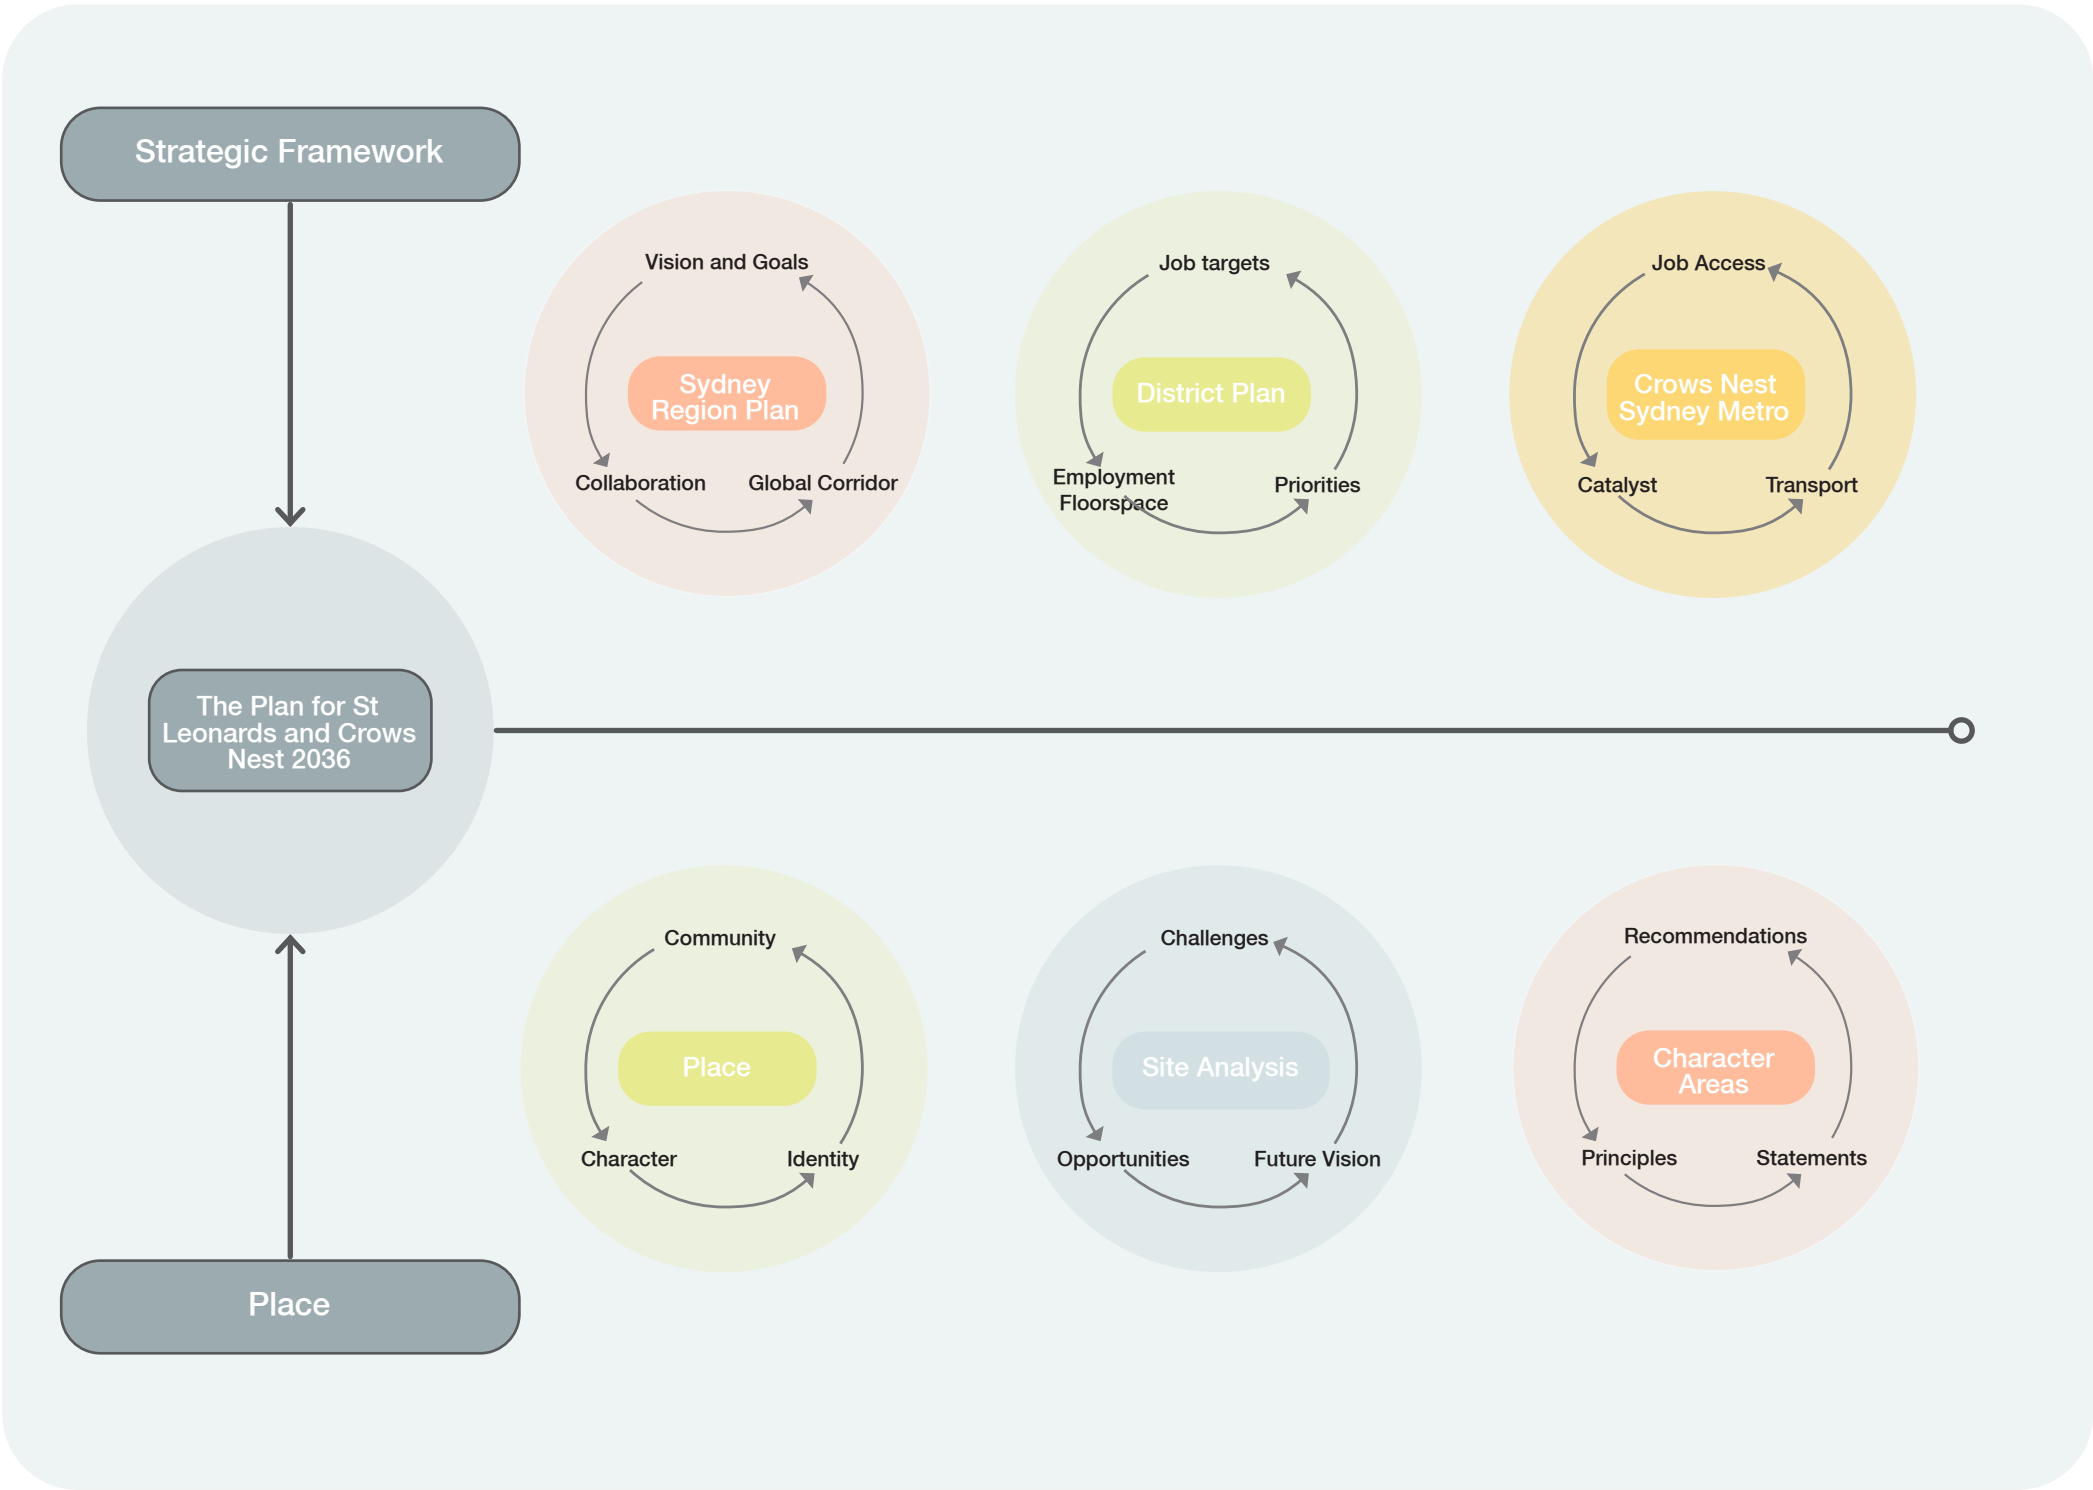 Strategic Framework
Vision and Goals
Sydney
Region Plan
Collaboration
Global Corridor
Job targets
District Plan
Employment
Floorspace
Priorities
Job Access
Crows Nest
Sydney Metro
Catalyst
Transport
The Plan for St
Leonards and Crows
Nest 2036
Community
Place
Character
Identity
Challenges
Site Analysis
Opportunities
Future Vision
Recommendations
Character
Areas
Principles
Statements
Place